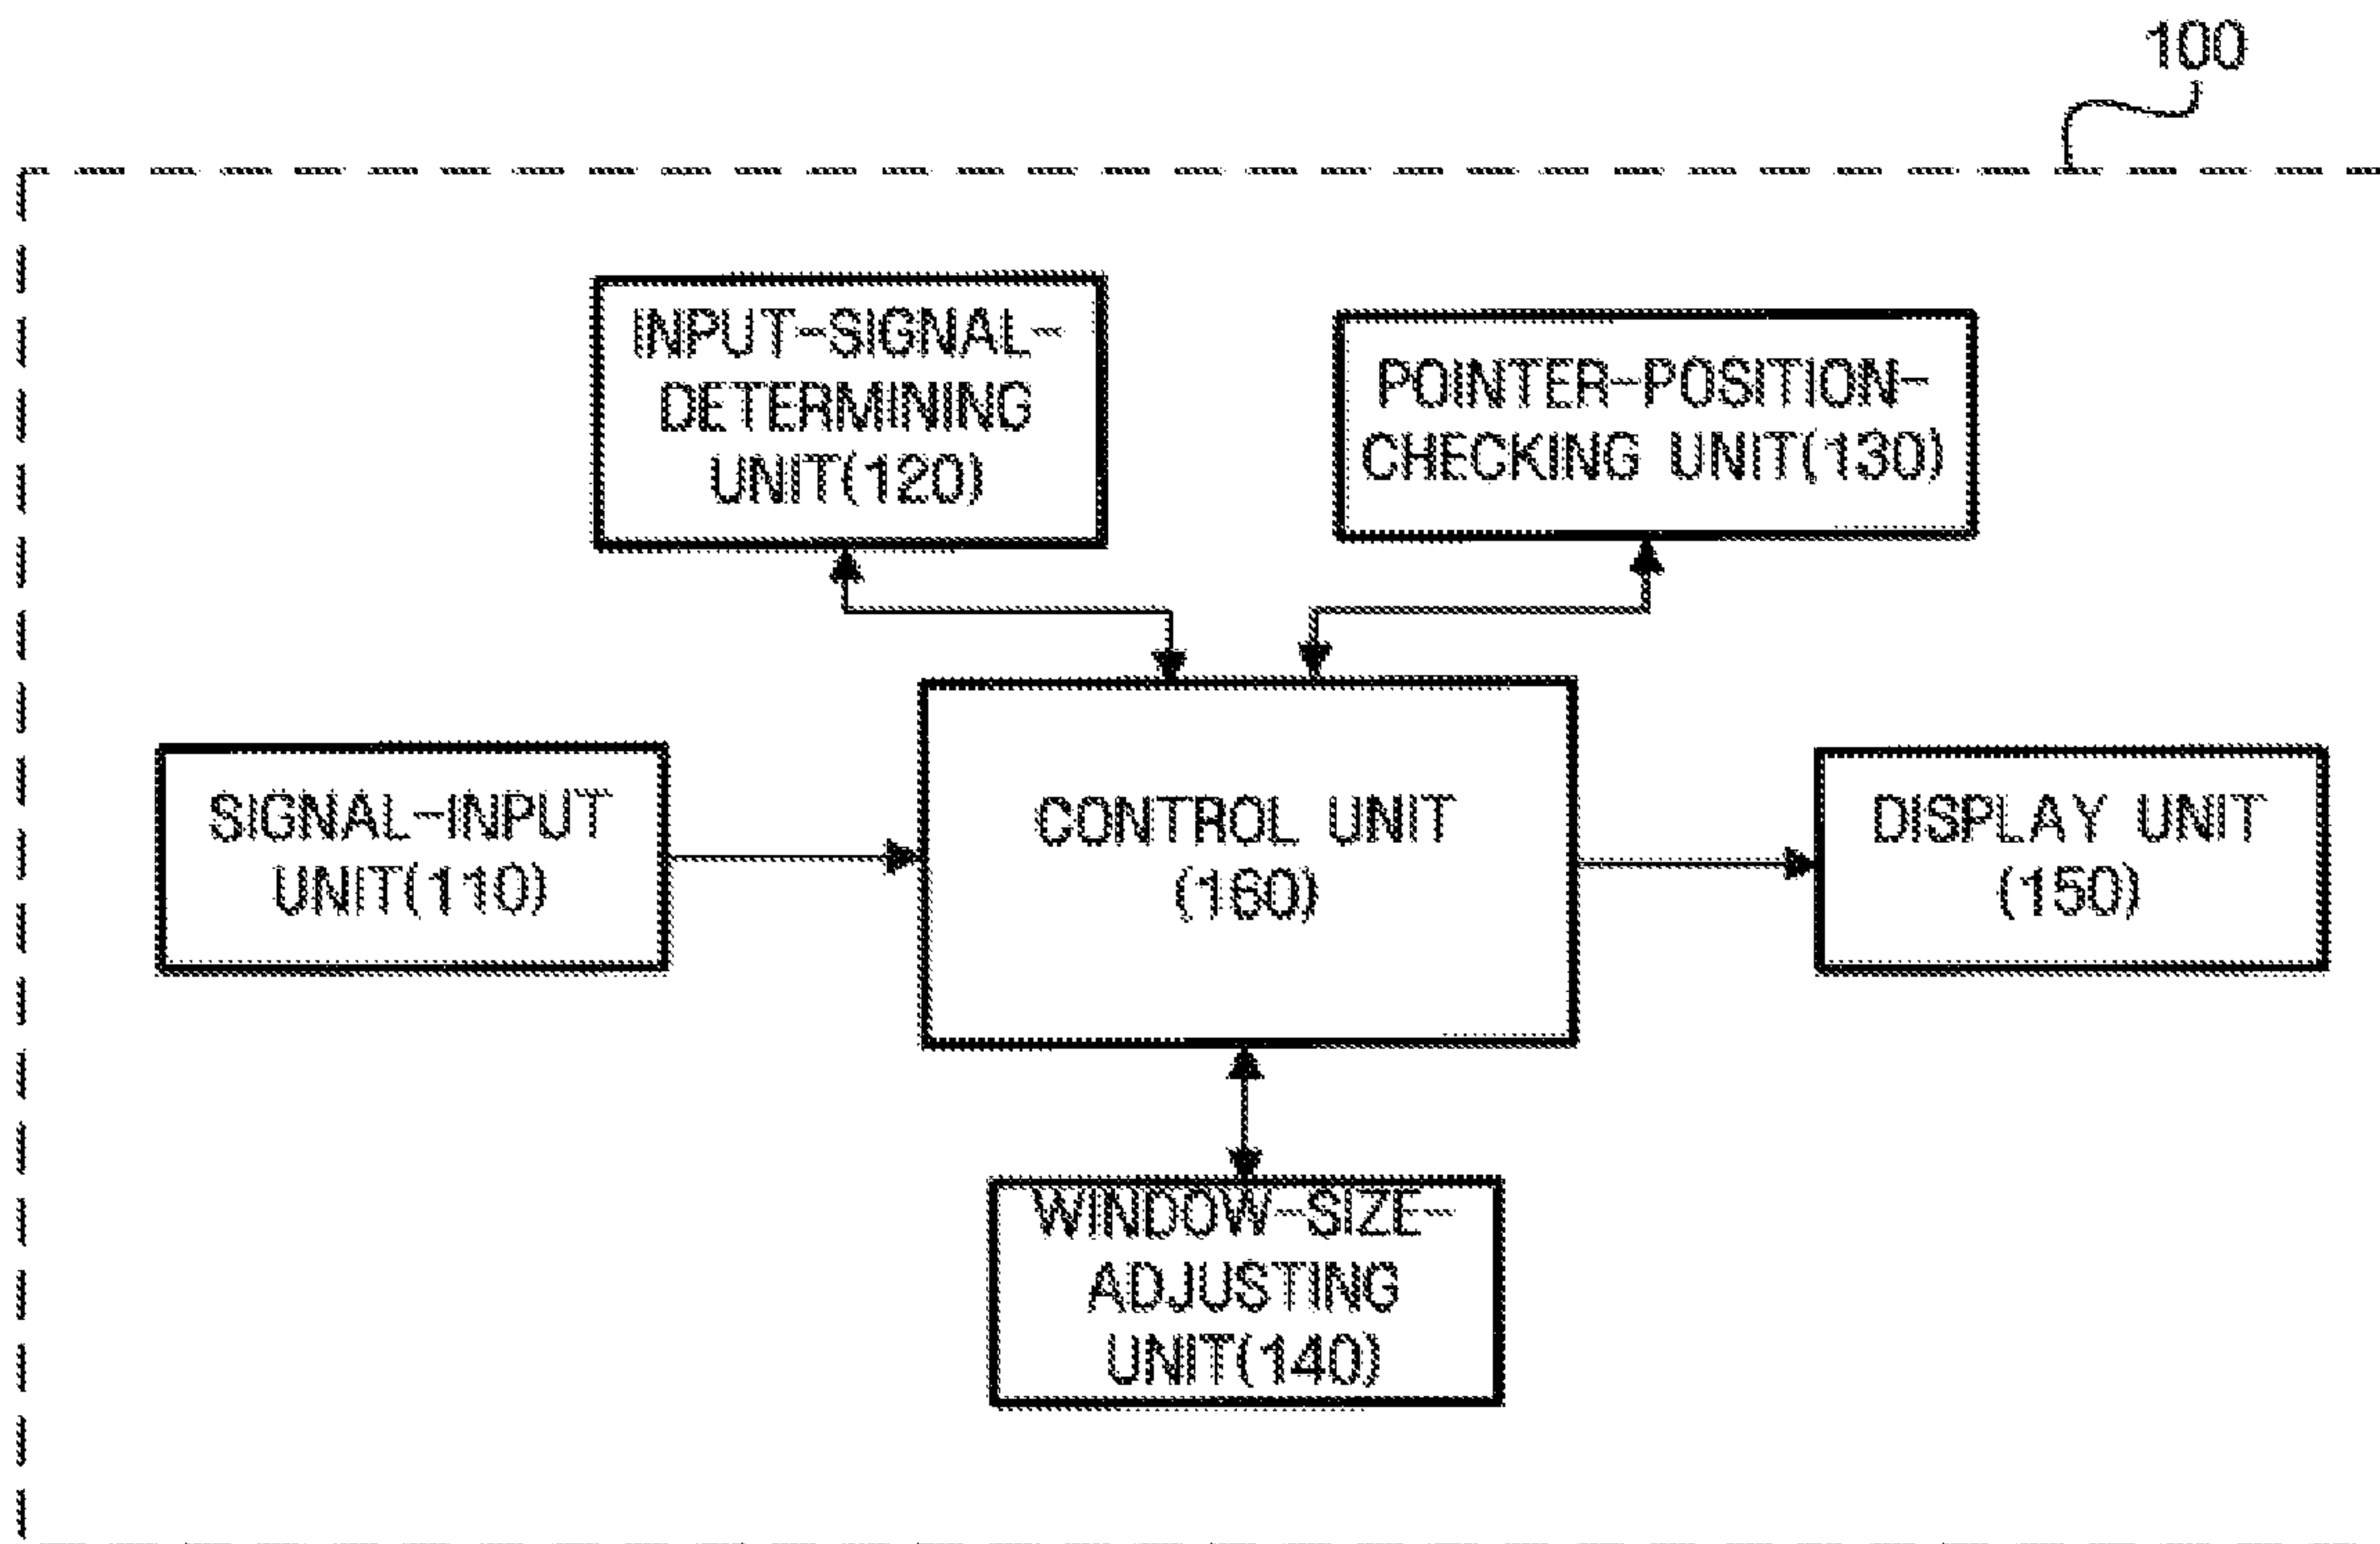 100
INPUT-SIGNAL-
DETERMINING
UNIT(120)
POINTER-POSITION-
CHECKING UNIT(130)
SIGNAL-INPUT
UNIT(110)
CONTROL UNIT
(160)
DISPLAY UNIT
(150)
WINDOW-SIZE-
ADJUSTING
UNIT(140)